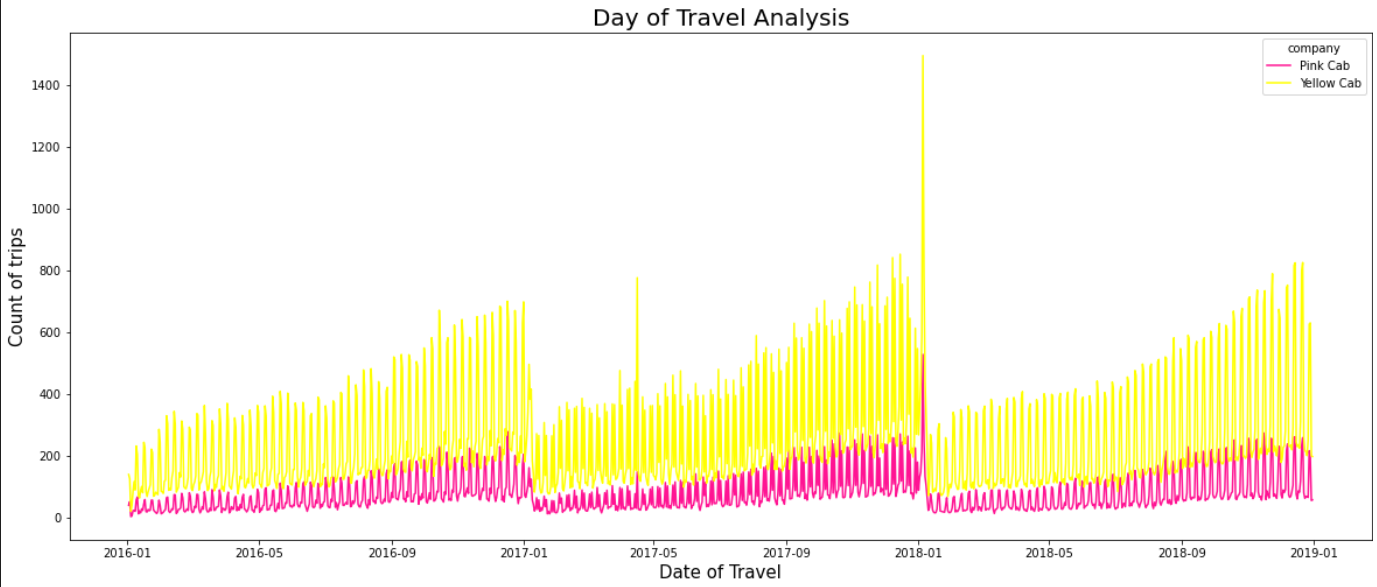 Day of Travel Analysis
company
Pink Cab
Yellow Cab
Count of trips
1400
1200
1000
800
600
400
200
0
2016-01 2016-05 2016-09 2017-01 2017-05 2017-09 2018-01 2018-05 2018-09 2019-01
Date of Travel